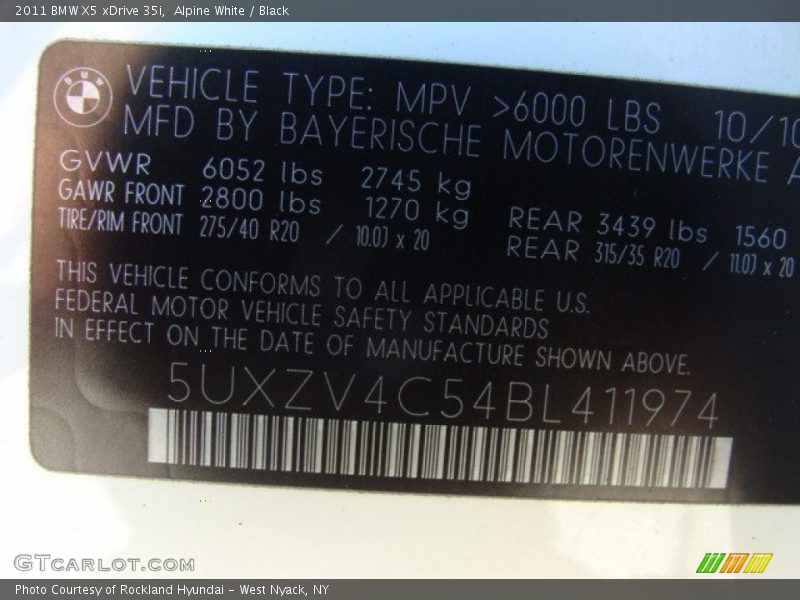 2011 BMW X5 xDrive 35i,  Alpine White / Black
BMW
VEHICLE TYPE: MPV >6000 LBS 10/10
MFD BY BAYERISCHE MOTORENWERKE A
GVWR 6052 lbs 2745 kg
GAWR FRONT 2800 lbs 1270 kg REAR 3439 lbs 1560
TIRE/RIM FRONT 275/40 R20 / 10.0J x 20 REAR 315/35 R20 / 11.0J x 20
THIS VEHICLE CONFORMS TO ALL APPLICABLE U.S.
FEDERAL MOTOR VEHICLE SAFETY STANDARDS
IN EFFECT ON THE DATE OF MANUFACTURE SHOWN ABOVE.
5UXZV4C54BL411974
GTCARLOT.COM
Photo Courtesy of Rockland Hyundai - West Nyack, NY